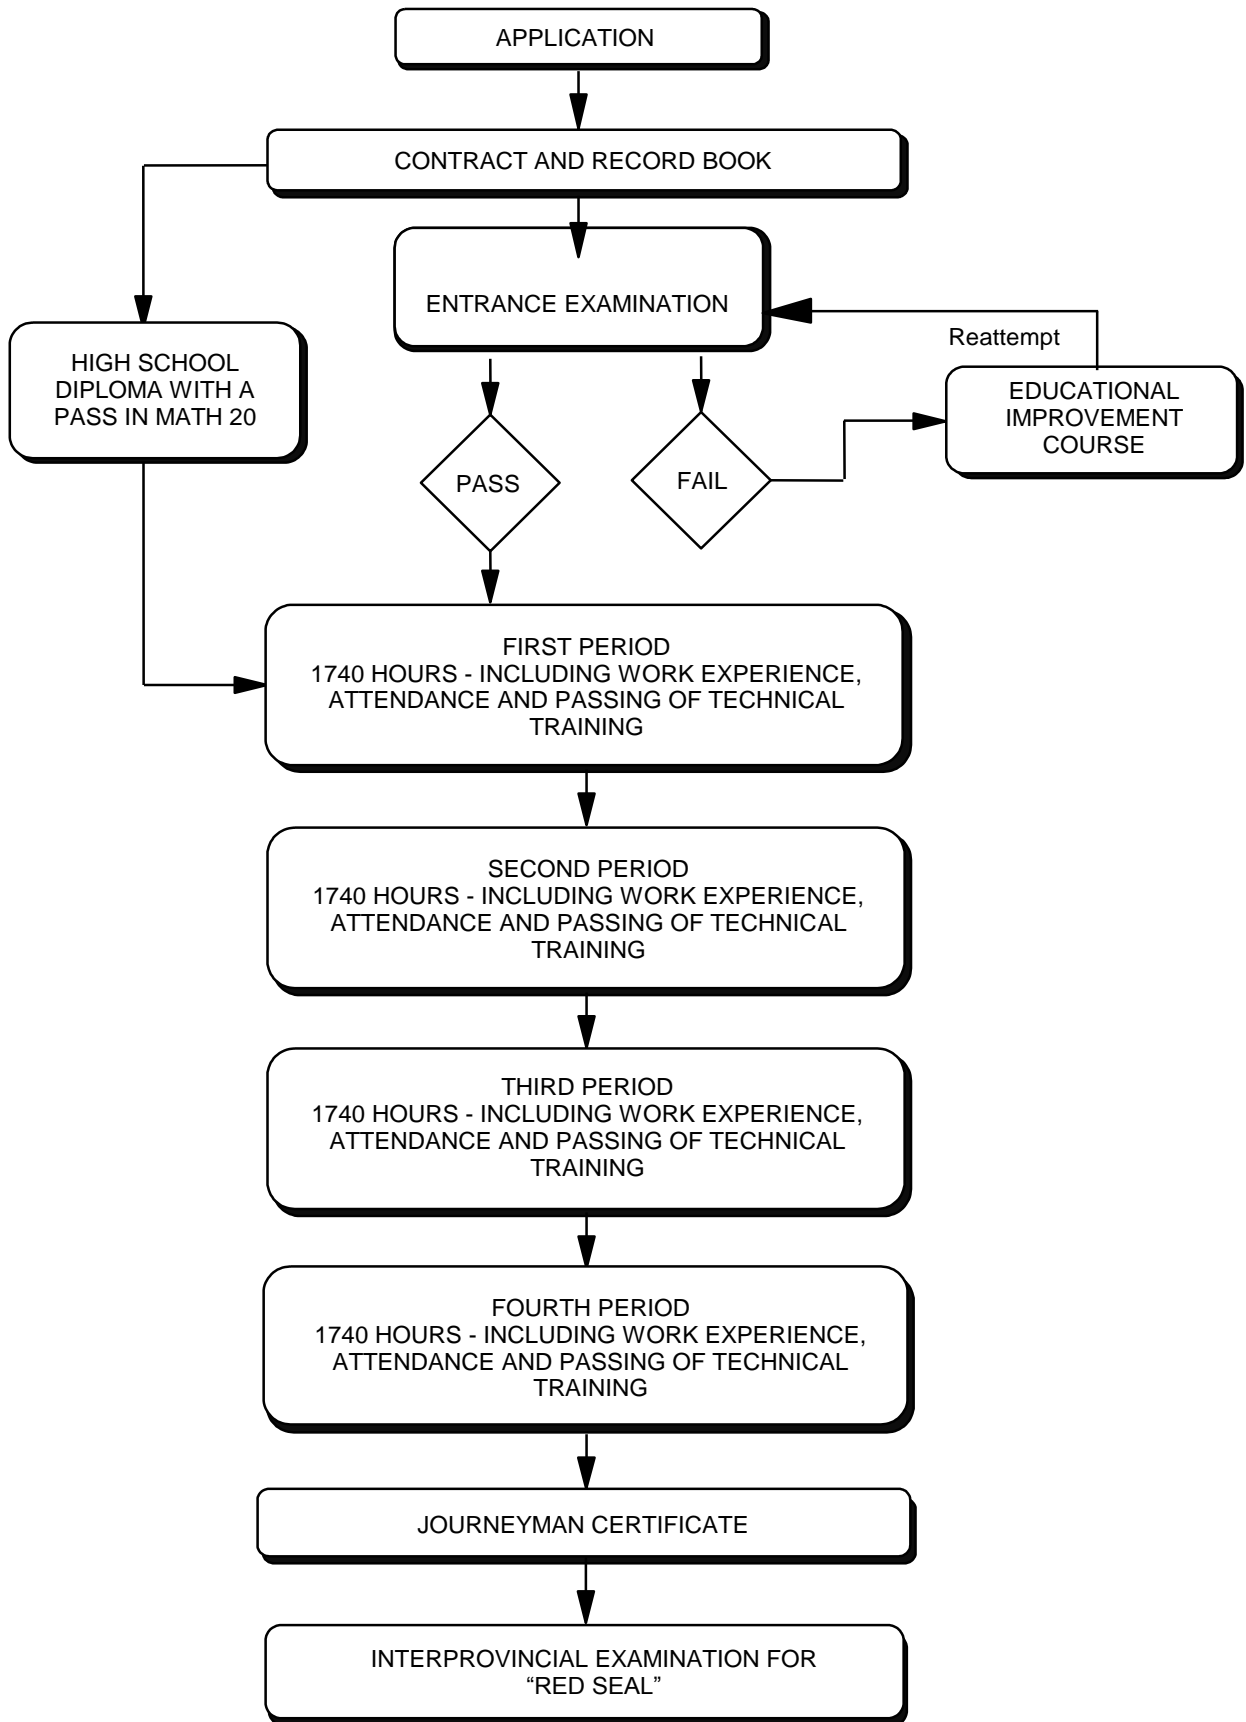 APPLICATION
CONTRACT AND RECORD BOOK
ENTRANCE EXAMINATION
Reattempt
HIGH SCHOOL
DIPLOMA WITH A
PASS IN MATH 20
EDUCATIONAL
IMPROVEMENT
COURSE
PASS
FAIL
FIRST PERIOD
1740 HOURS - INCLUDING WORK EXPERIENCE,
ATTENDANCE AND PASSING OF TECHNICAL
TRAINING
SECOND PERIOD
1740 HOURS - INCLUDING WORK EXPERIENCE,
ATTENDANCE AND PASSING OF TECHNICAL
TRAINING
THIRD PERIOD
1740 HOURS - INCLUDING WORK EXPERIENCE,
ATTENDANCE AND PASSING OF TECHNICAL
TRAINING
FOURTH PERIOD
1740 HOURS - INCLUDING WORK EXPERIENCE,
ATTENDANCE AND PASSING OF TECHNICAL
TRAINING
JOURNEYMAN CERTIFICATE
INTERPROVINCIAL EXAMINATION FOR
“RED SEAL”